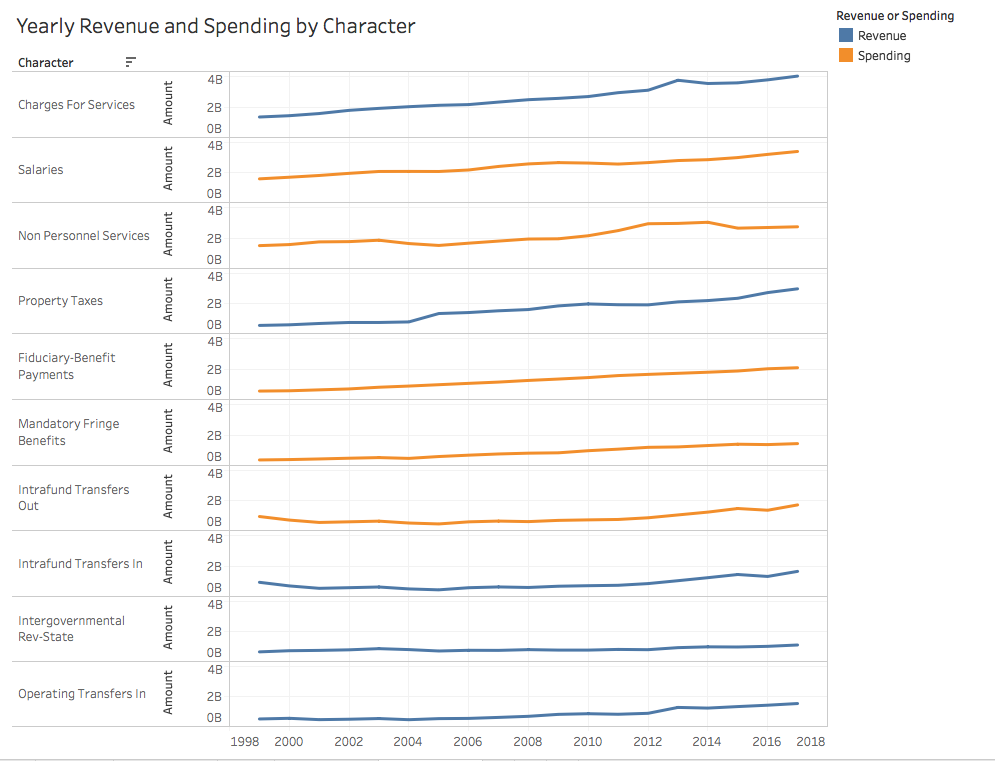 Yearly Revenue and Spending by Character
Revenue or Spending
Revenue
Spending
Character
Charges For Services
Amount
4B
2B
0B
Salaries
Amount
4B
2B
0B
Non Personnel Services
Amount
4B
2B
0B
Property Taxes
Amount
4B
2B
0B
Fiduciary-Benefit
Payments
Amount
4B
2B
0B
Mandatory Fringe
Benefits
Amount
4B
2B
0B
Intrafund Transfers
Out
Amount
4B
2B
0B
Intrafund Transfers In
Amount
4B
2B
0B
Intergovernmental
Rev-State
Amount
4B
2B
0B
Operating Transfers In
Amount
4B
2B
0B
1998 2000 2002 2004 2006 2008 2010 2012 2014 2016 2018